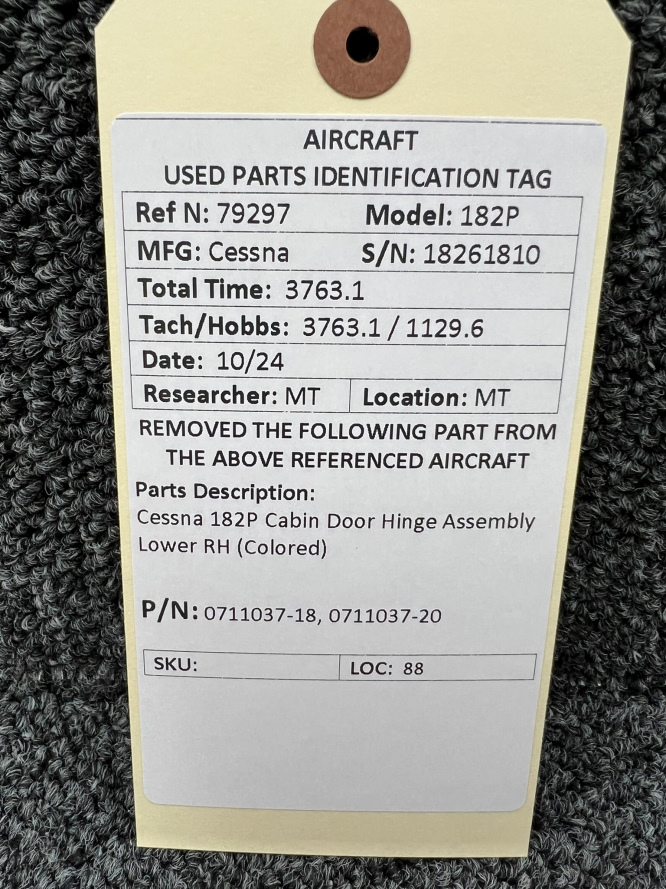 AIRCRAFT
USED PARTS IDENTIFICATION TAG
Ref N: 79297 Model: 182P
MFG: Cessna S/N: 18261810
Total Time: 3763.1
Tach/Hobbs: 3763.1 / 1129.6
Date: 10/24
Researcher: MT Location: MT
REMOVED THE FOLLOWING PART FROM
THE ABOVE REFERENCED AIRCRAFT
Parts Description:
Cessna 182P Cabin Door Hinge Assembly
Lower RH (Colored)
P/N: 0711037-18, 0711037-20
SKU: LOC: 88